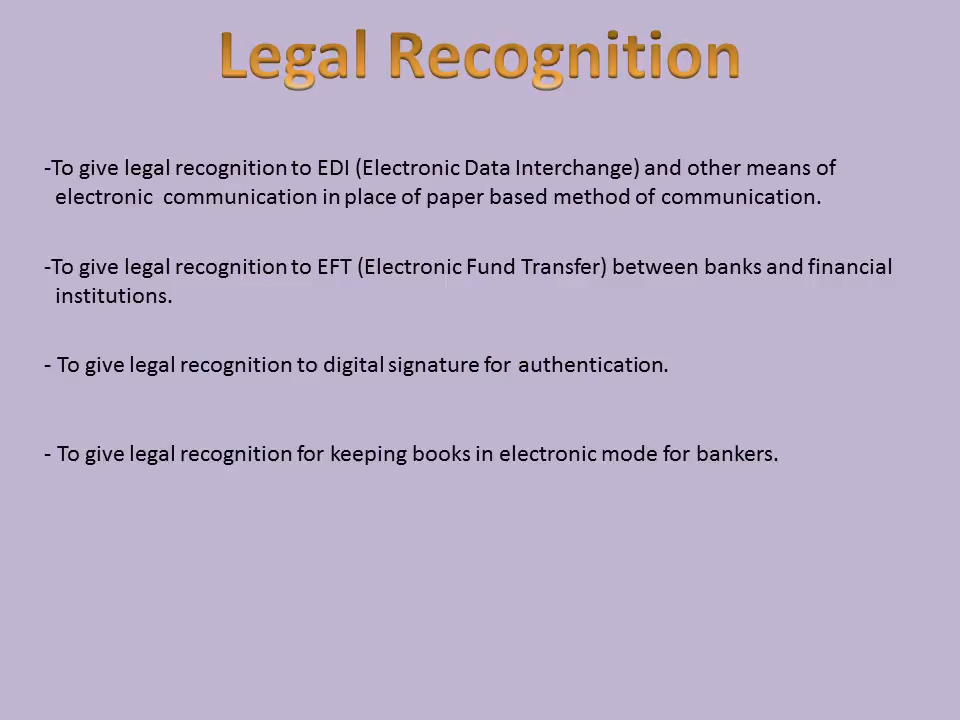 Legal Recognition
-To give legal recognition to EDI (Electronic Data Interchange) and other means of
electronic  communication in place of paper based method of communication.
-To give legal recognition to EFT (Electronic Fund Transfer) between banks and financial
institutions.
- To give legal recognition to digital signature for authentication.
- To give legal recognition for keeping books in electronic mode for bankers.